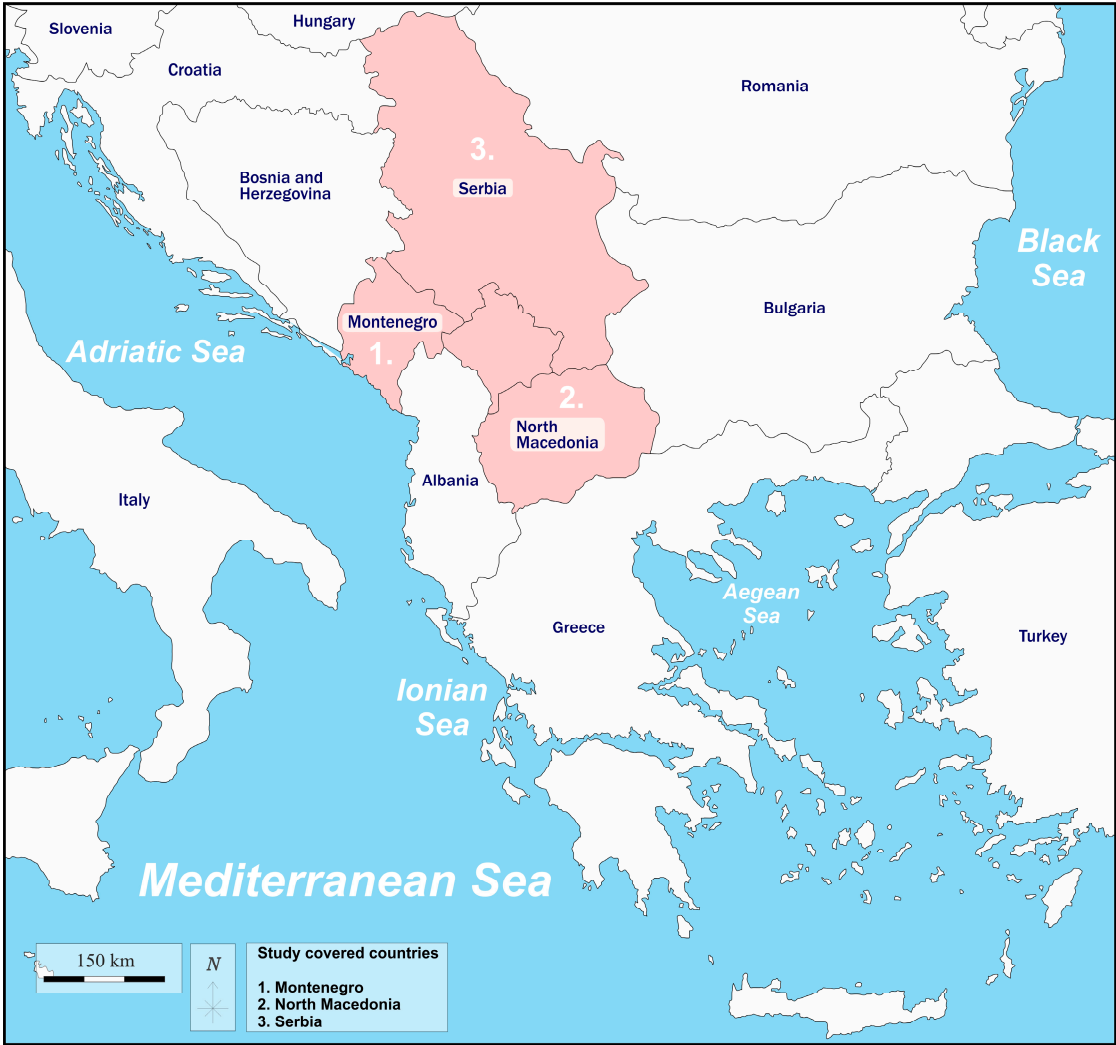 Slovenia
Hungary
Croatia
Romania
3.
Serbia
Bosnia and
Herzegovina
Black
Sea
Bulgaria
Montenegro
1.
Adriatic Sea
2.
North
Macedonia
Albania
Italy
Aegean
Sea
Greece
Turkey
Ionian
Sea
Mediterranean Sea
150 km
N
Study covered countries
1. Montenegro
2. North Macedonia
3. Serbia